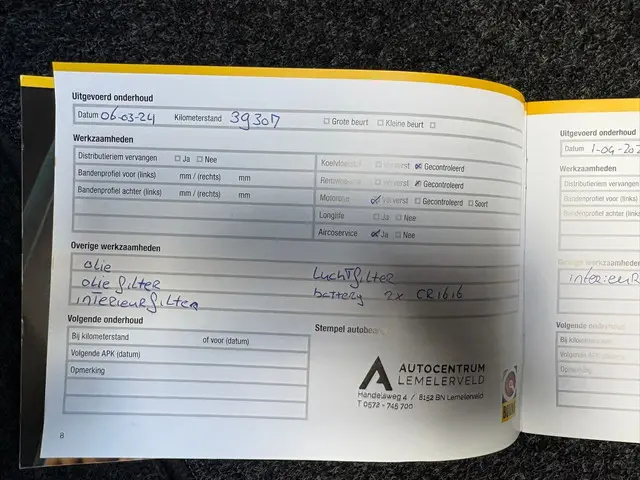 Uitgevoerd onderhoud
Datum 06-03-24 Kilometerstand 39307 Grote beurt Kleine beurt
Werkzaamheden
Distributieriem vervangen Ja Nee
Bandenprofiel voor (links) mm / (rechts) mm
Bandenprofiel achter (links) mm / (rechts) mm
Ververst Gecontroleerd
Ververst Gecontroleerd
Motorolie Ververst Gecontroleerd Soort
Longlife Ja Nee
Aircoservice Ja Nee
Overige werkzaamheden
olie
olie filter
interieurfilter
Luchtfilter
battery 2x CR1616
Volgende onderhoud
Bij kilometerstand of voor (datum)
Volgende APK (datum)
Opmerking
Stempel autobedr
AUTOCENTRUM
LEMELERVELD
Handelsweg 4 / 8152 BN Lemelerveld
T 0572 - 745 700
8
Uitgevoerd onderhoud
Datum 1-04-202
Werkzaamheden
Distributieriem vervangen
Bandenprofiel voor (links)
Bandenprofiel achter (links)
Overige werkzaamheden
interieur
Volgende onderhoud
Bij kilometerstand
Volgende APK (datum)
Opmerking